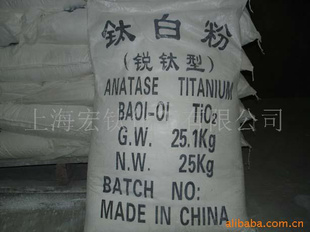 钛白粉
(锐钛型)
ANATASE TITANIUM
BAOI-OI TiO2
G.W. 25.1Kg
N.W. 25Kg
BATCH NO:
MADE IN CHINA
上海宏 有限公司
Alibaba.com.cn